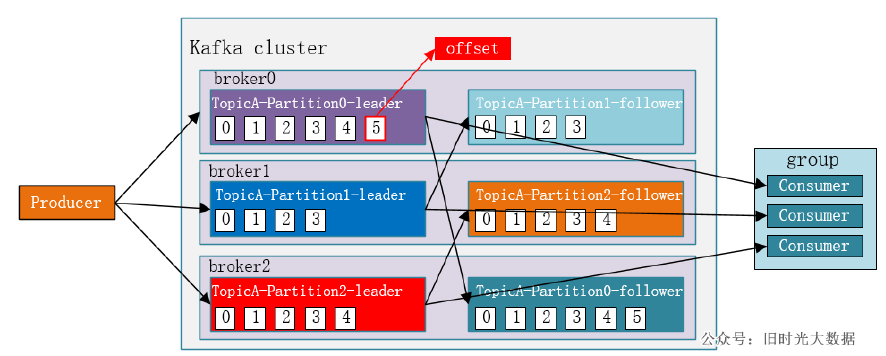 Kafka cluster
offset
broker0
TopicA-Partition0-leader
0 1 2 3 4 5
TopicA-Partition1-follower
0 1 2 3
broker1
TopicA-Partition1-leader
0 1 2 3
TopicA-Partition2-follower
0 1 2 3 4
broker2
TopicA-Partition2-leader
0 1 2 3 4
TopicA-Partition0-follower
0 1 2 3 4 5
Producer
group
Consumer
Consumer
Consumer
公众号: 旧时光大数据